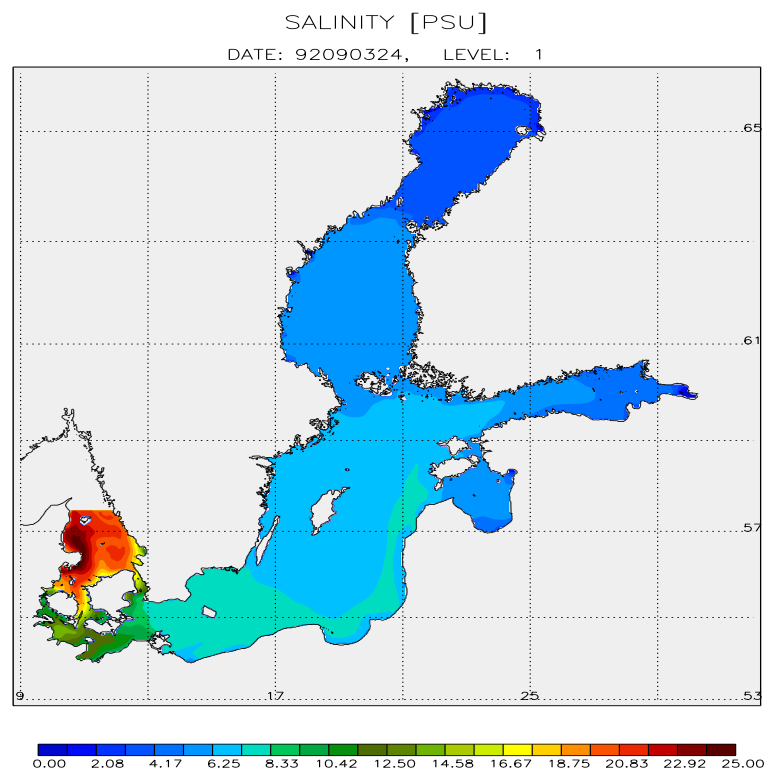 SALINITY [PSU]
DATE: 92090324, LEVEL: 1
65
61
57
9 17 25 53
0.00 2.08 4.17 6.25 8.33 10.42 12.50 14.58 16.67 18.75 20.83 22.92 25.00